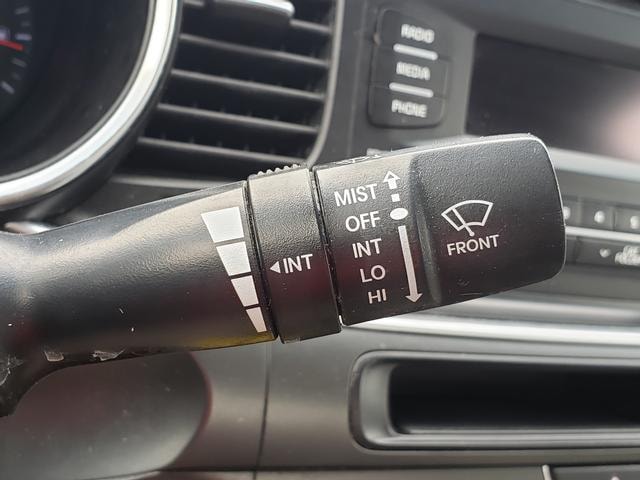 RADIO
MEDIA
PHONE
MIST
OFF
INT
LO
HI
INT
FRONT